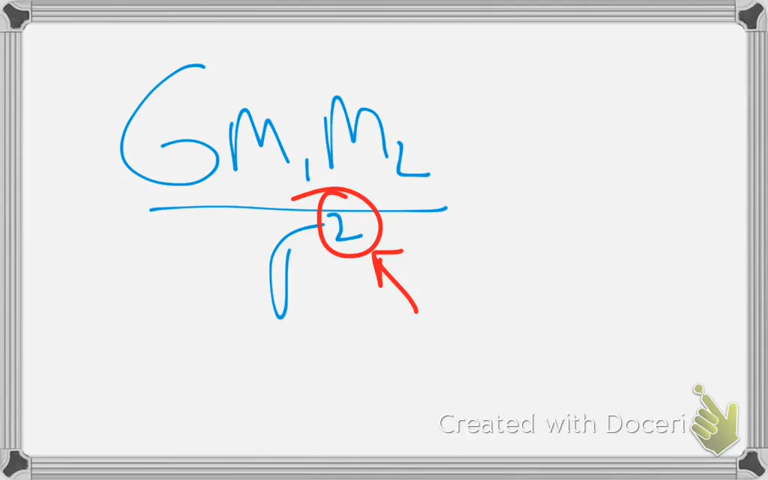 Gm₁m₂
r²
Created with Doceri